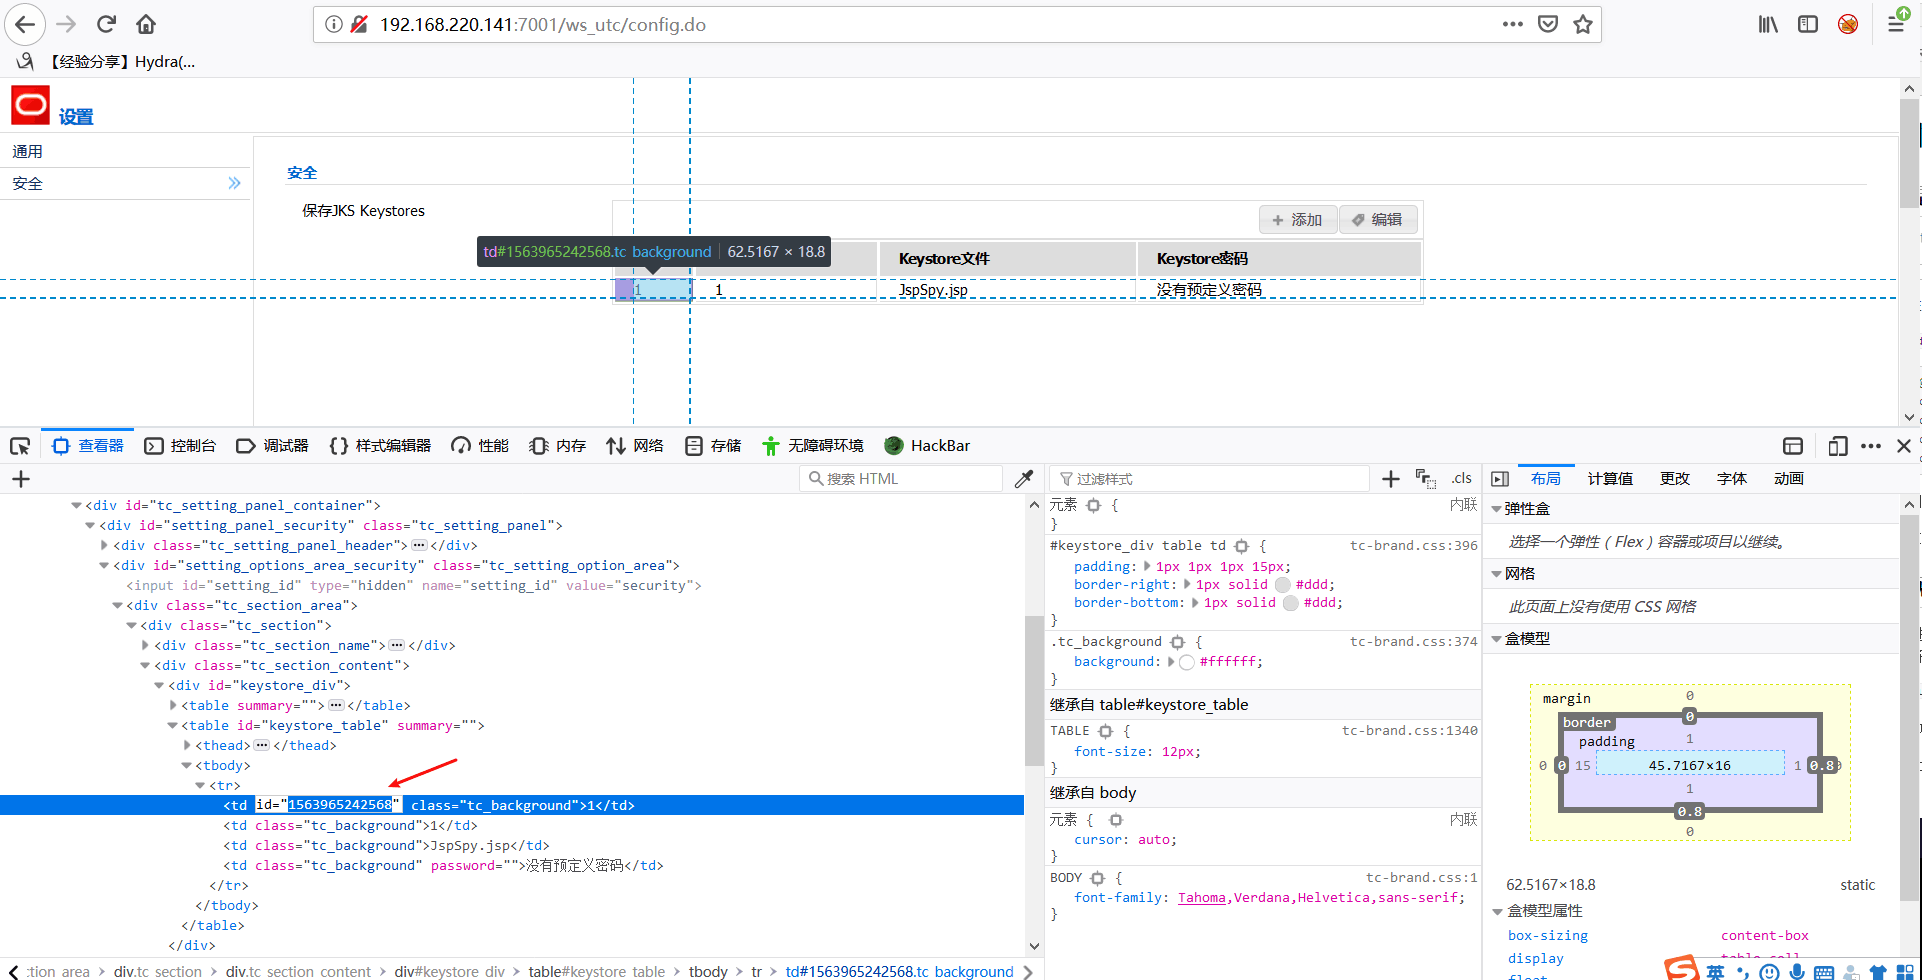 192.168.220.141:7001/ws_utc/config.do
【经验分享】Hydra(...
设置
通用
安全
安全
保存JKS Keystores
添加
编辑
td#1563965242568.tc background 62.5167 × 18.8
Keystore文件
Keystore密码
1
1
JspSpy.jsp
没有预定义密码
查看器
控制台
调试器
样式编辑器
性能
内存
网络
存储
无障碍环境
HackBar
搜索 HTML
过滤样式
.cls
布局
计算值
更改
字体
动画
<div id="tc_setting_panel_container">
<div id="setting_panel_security" class="tc_setting_panel">
<div class="tc_setting_panel_header"></div>
<div id="setting_options_area_security" class="tc_setting_option_area">
<input id="setting_id" type="hidden" name="setting_id" value="security">
<div class="tc_section_area">
<div class="tc_section">
<div class="tc_section_name"></div>
<div class="tc_section_content">
<div id="keystore_div">
<table summary=""></table>
<table id="keystore_table" summary="">
<thead></thead>
<tbody>
<tr>
<td id="1563965242568" class="tc_background">1</td>
<td class="tc_background">1</td>
<td class="tc_background">JspSpy.jsp</td>
<td class="tc_background" password="">没有预定义密码</td>
</tr>
</tbody>
</table>
</div>
:tion area
div.tc section
div.tc section content
div#keystore div
table#keystore table
tbody
tr
td#1563965242568.tc background
元素 {
内联
}
#keystore_div table td {
tc-brand.css:396
padding: 1px 1px 1px 15px;
border-right: 1px solid #ddd;
border-bottom: 1px solid #ddd;
}
.tc_background {
tc-brand.css:374
background: #ffffff;
}
继承自 table#keystore_table
TABLE {
tc-brand.css:1340
font-size: 12px;
}
继承自 body
元素 {
内联
cursor: auto;
}
BODY {
tc-brand.css:1
font-family: Tahoma,Verdana,Helvetica,sans-serif;
}
弹性盒
选择一个弹性（Flex）容器或项目以继续。
网格
此页面上没有使用 CSS 网格
盒模型
margin
0
border
0
padding
1
0
0
15
45.7167×16
1
0.8
1
0.8
0
62.5167×18.8
static
盒模型属性
box-sizing
content-box
display
英